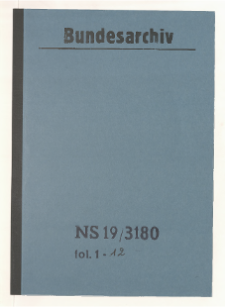 Bundesarchiv
NS 19/3180
fol. 1 - 12